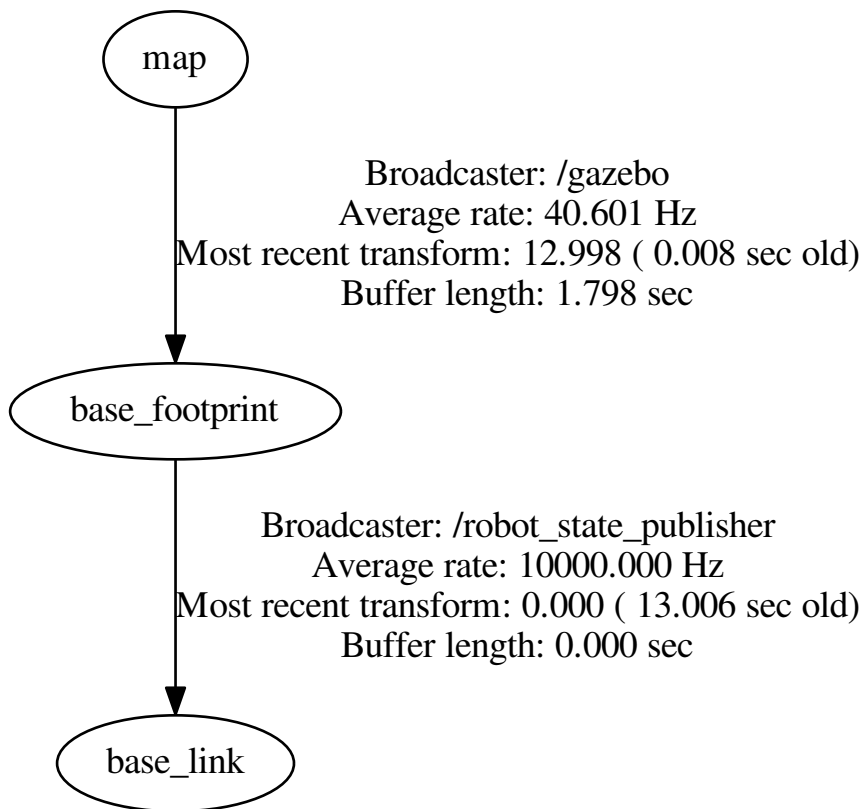 map
Broadcaster: /gazebo
Average rate: 40.601 Hz
Most recent transform: 12.998 ( 0.008 sec old)
Buffer length: 1.798 sec
base_footprint
Broadcaster: /robot_state_publisher
Average rate: 10000.000 Hz
Most recent transform: 0.000 ( 13.006 sec old)
Buffer length: 0.000 sec
base_link